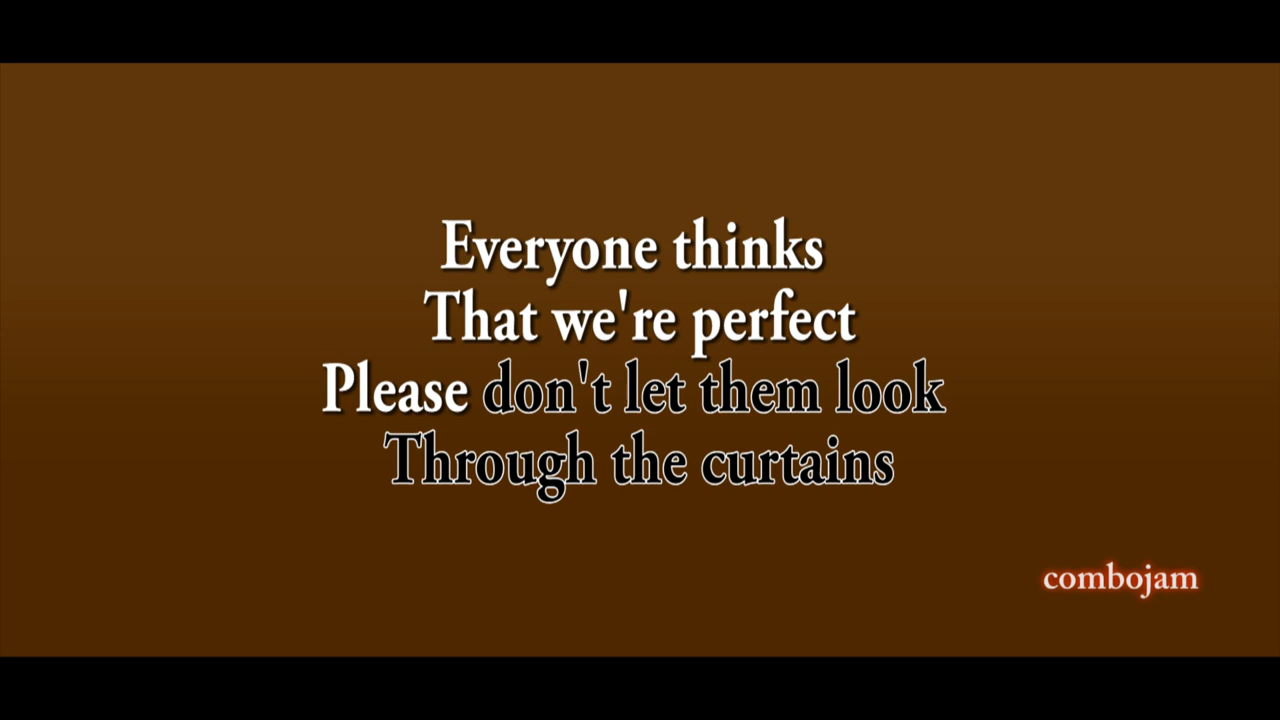 Everyone thinks
That we're perfect
Please don't let them look
Through the curtains
combojam